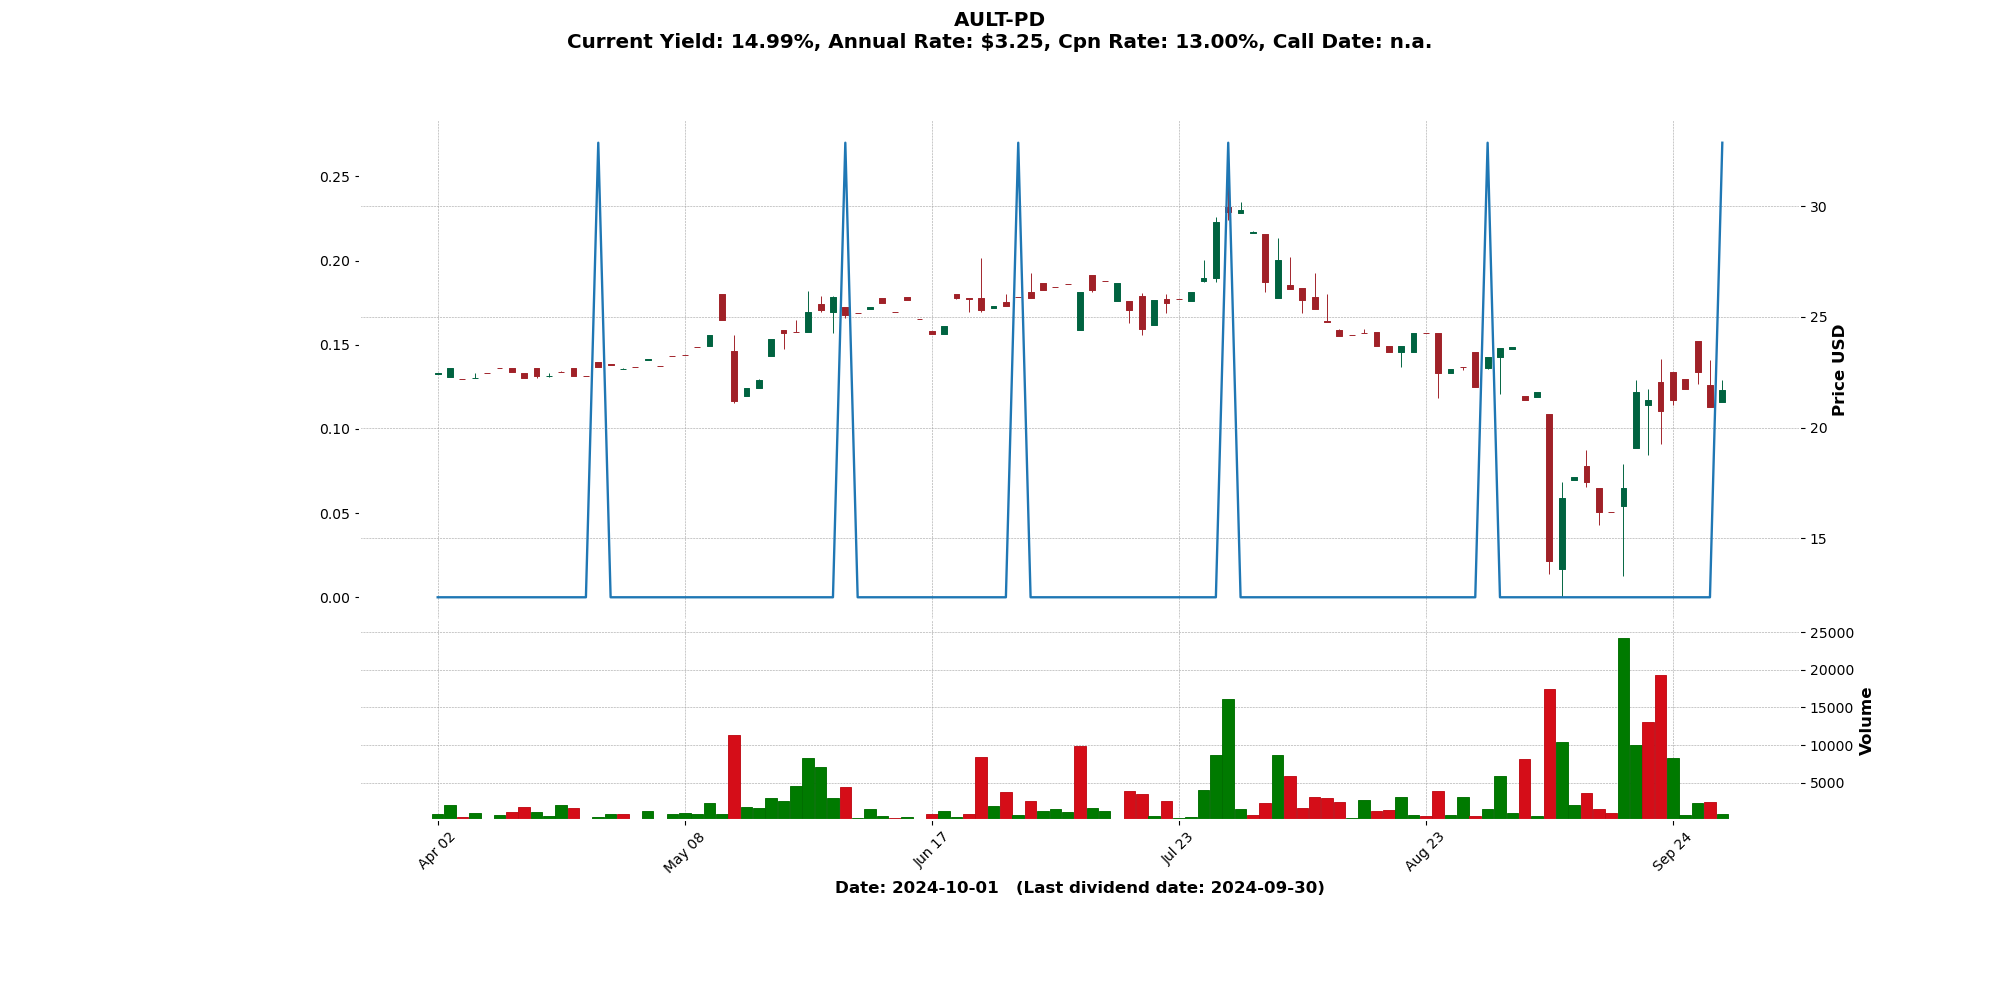 AULT-PD
Current Yield: 14.99%, Annual Rate: $3.25, Cpn Rate: 13.00%, Call Date: n.a.
0.25
0.20
0.15
0.10
0.05
0.00
30
25
20
15
Price USD
25000
20000
15000
10000
5000
Volume
Apr 02
May 08
Jun 17
Jul 23
Aug 23
Sep 24
Date: 2024-10-01 (Last dividend date: 2024-09-30)